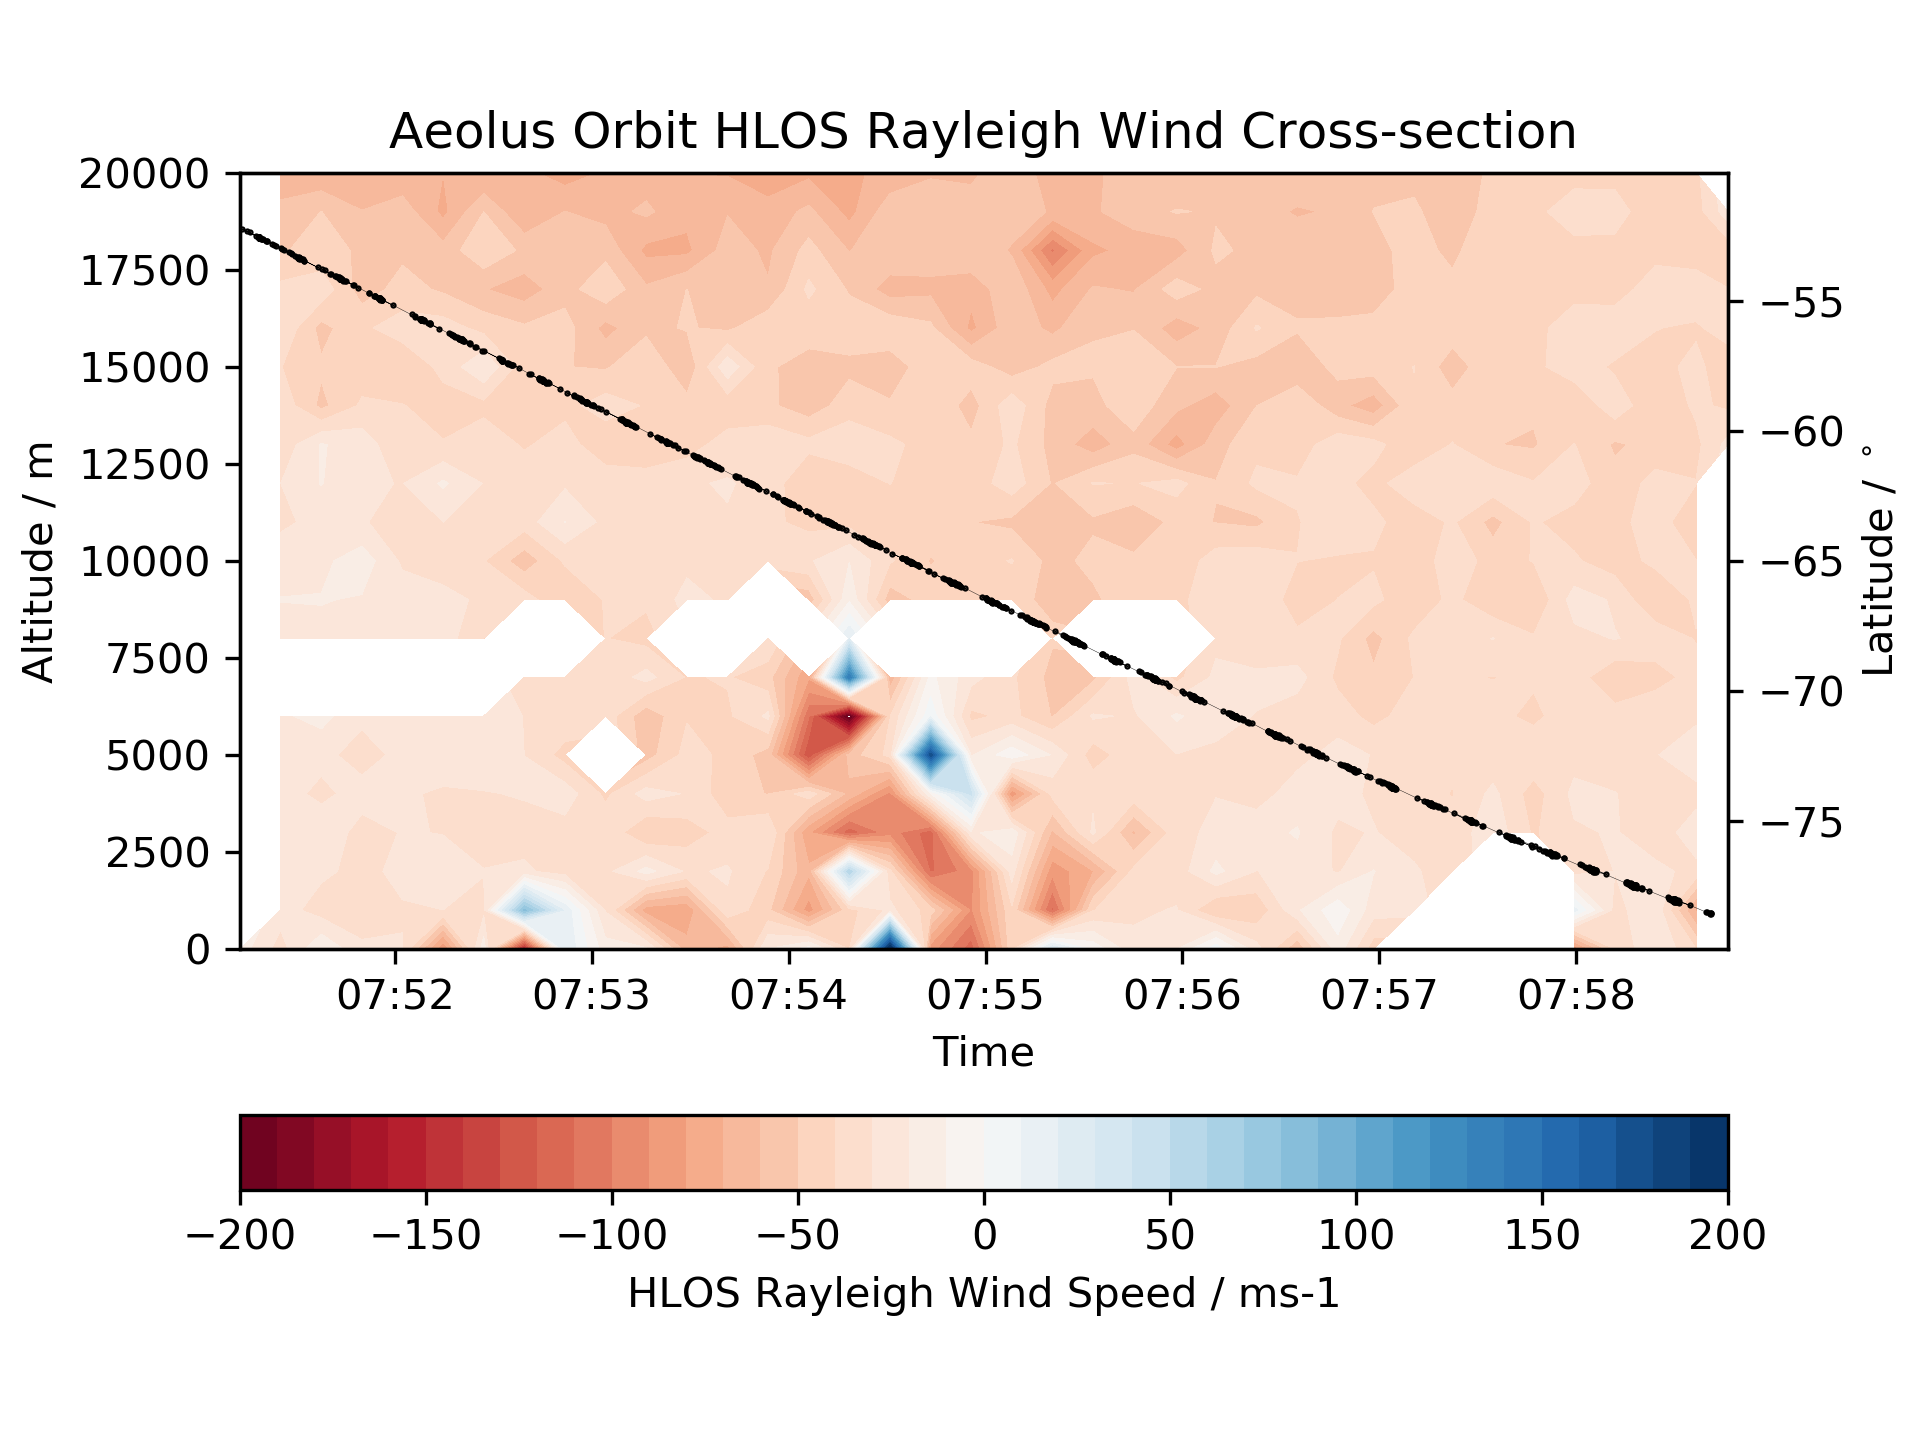 Aeolus Orbit HLOS Rayleigh Wind Cross-section
20000
17500
15000
12500
10000
7500
5000
2500
0
Altitude / m
−55
−60
−65
−70
−75
Latitude / °
07:52 07:53 07:54 07:55 07:56 07:57 07:58
Time
−200 −150 −100 −50 0 50 100 150 200
HLOS Rayleigh Wind Speed / ms-1